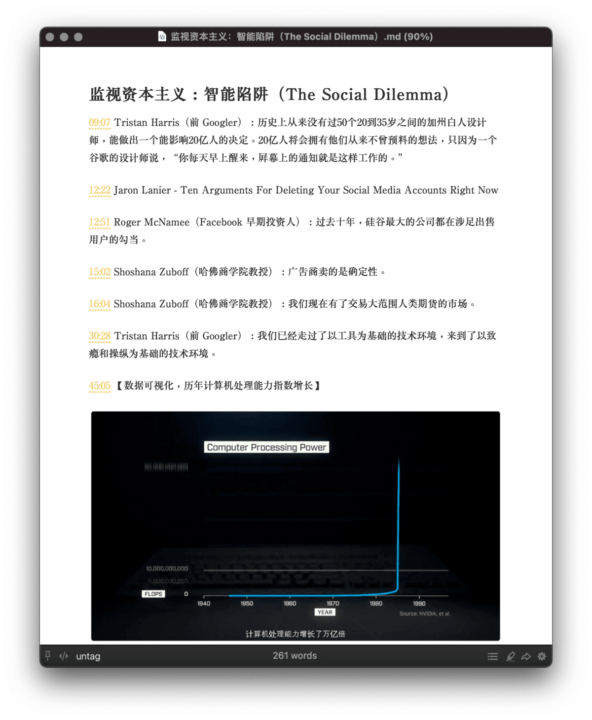 监视资本主义：智能陷阱（The Social Dilemma）.md (90%)
监视资本主义：智能陷阱（The Social Dilemma）
09:07 Tristan Harris（前 Googler）：历史上从来没有过50个20到35岁之间的加州白人设计
师，能做出一个能影响20亿人的决定。20亿人将会拥有他们从来不曾预料的想法，只因为一个
谷歌的设计师说，“你每天早上醒来，屏幕上的通知就是这样工作的。”
12:22 Jaron Lanier - Ten Arguments For Deleting Your Social Media Accounts Right Now
12:51 Roger McNamee（Facebook 早期投资人）：过去十年，硅谷最大的公司都在涉足出售
用户的勾当。
15:02 Shoshana Zuboff（哈佛商学院教授）：广告商卖的是确定性。
16:04 Shoshana Zuboff（哈佛商学院教授）：我们现在有了交易大范围人类期货的市场。
30:28 Tristan Harris（前 Googler）：我们已经走过了以工具为基础的技术环境，来到了以致
瘾和操纵为基础的技术环境。
45:05【数据可视化，历年计算机处理能力指数增长】
Computer Processing Power
10,000,000,000
FLOPS 0
1940 1950 1960 1970 1980 1990
YEAR
Source: NVIDIA, et al.
计算机处理能力增长了万亿倍
untag 261 words